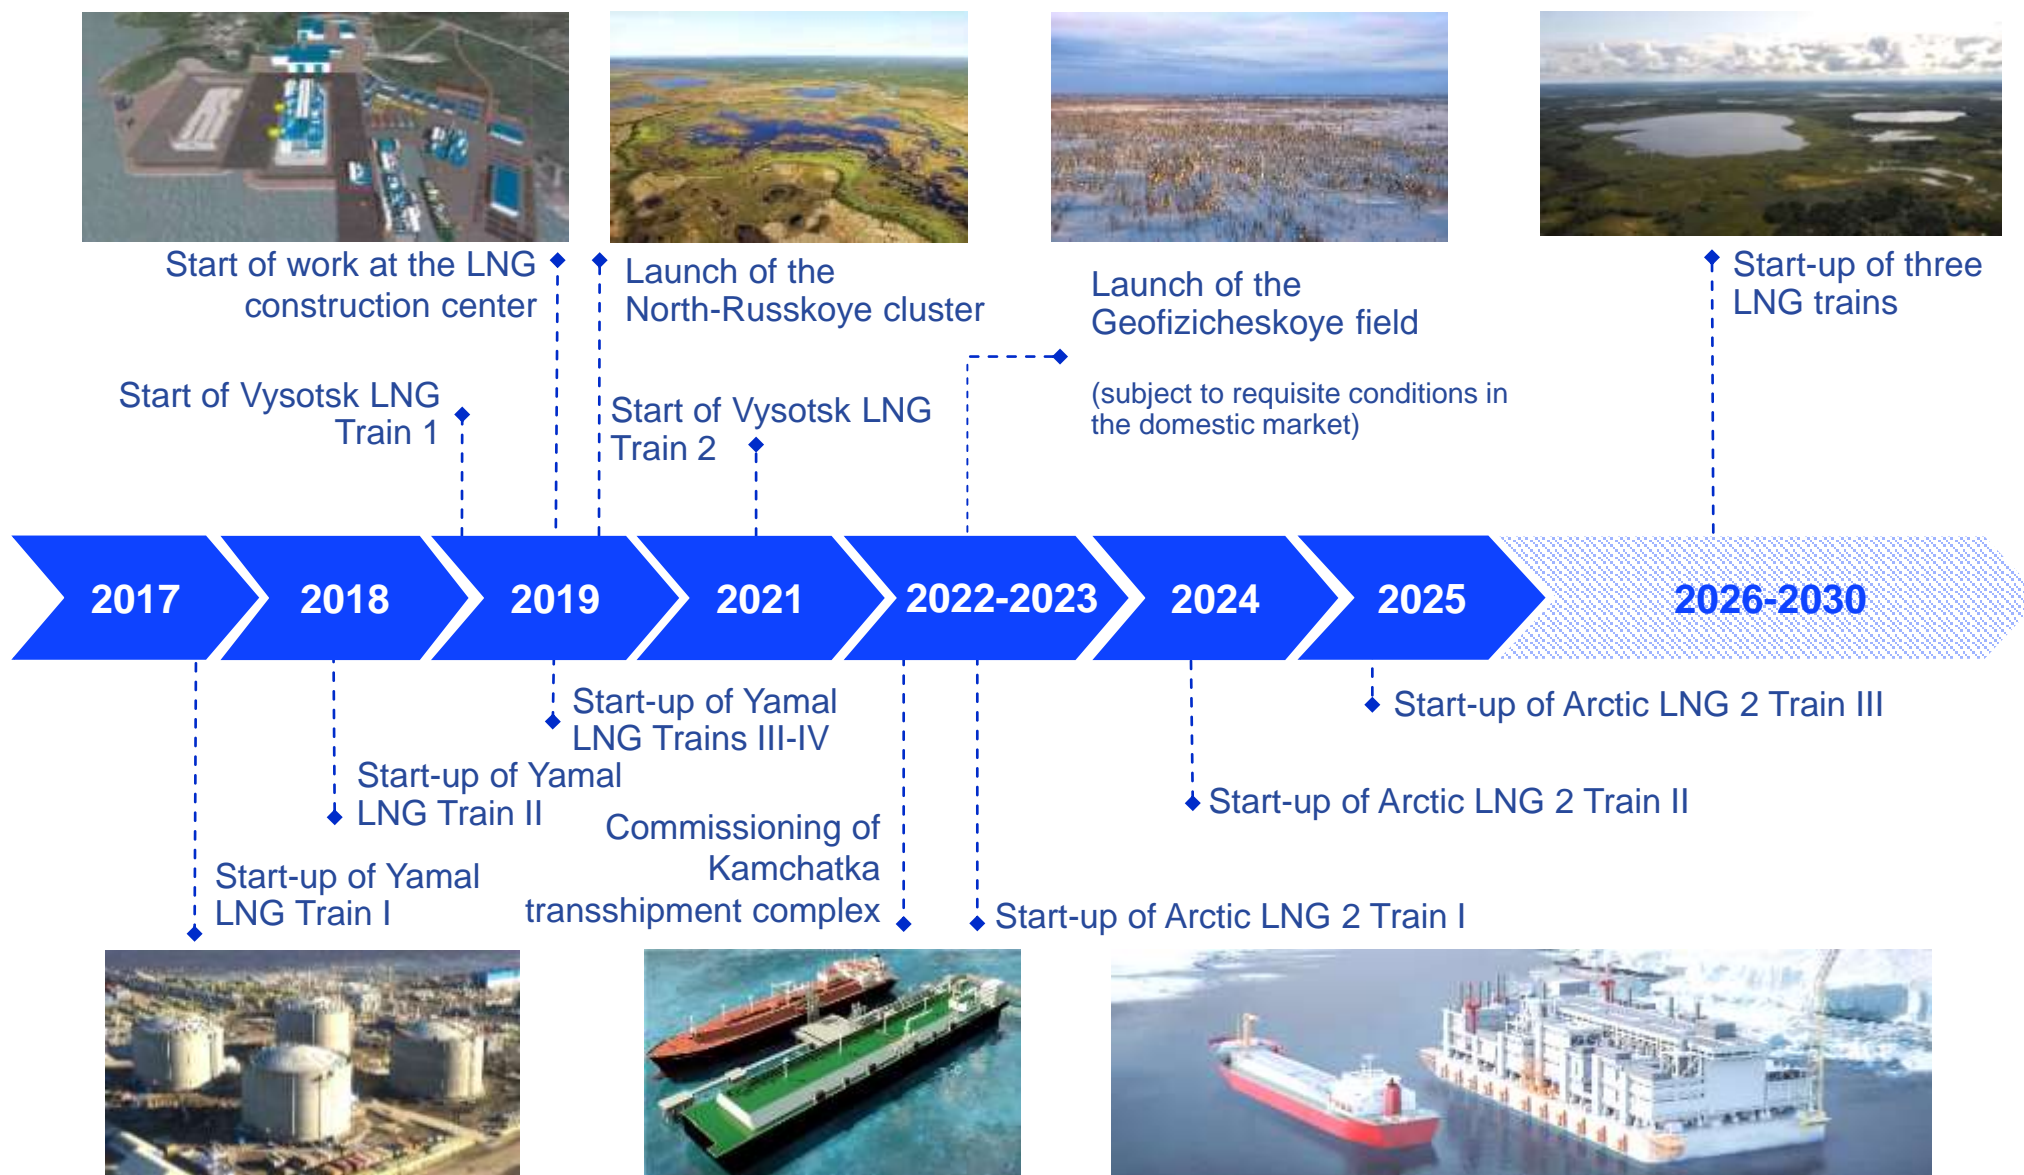 Start of work at the LNG
construction center
Launch of the
North-Russkoye cluster
Launch of the
Geofizicheskoye field
(subject to requisite conditions in
the domestic market)
Start-up of three
LNG trains
Start of Vysotsk LNG
Train 1
Start of Vysotsk LNG
Train 2
2017
2018
2019
2021
2022-2023
2024
2025
2026-2030
Start-up of Yamal
LNG Train I
Start-up of Yamal
LNG Train II
Start-up of Yamal
LNG Trains III-IV
Commissioning of
Kamchatka
transshipment complex
Start-up of Arctic LNG 2 Train I
Start-up of Arctic LNG 2 Train II
Start-up of Arctic LNG 2 Train III